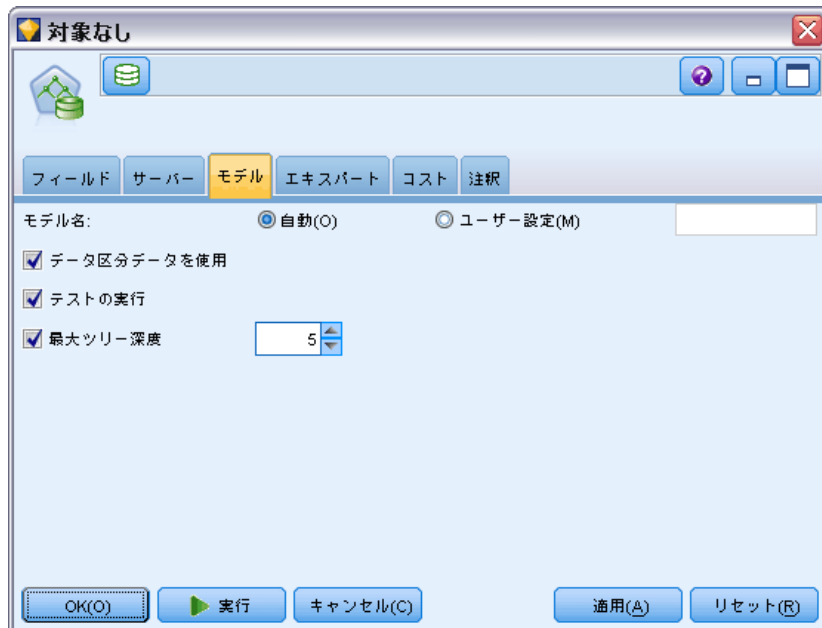 対象なし
フィールド サーバー モデル エキスパート コスト 注釈
モデル名: 自動(O) ユーザー設定(M)
データ区分データを使用
テストの実行
最大ツリー深度 5
OK(O) 実行 キャンセル(C) 適用(A) リセット(R)